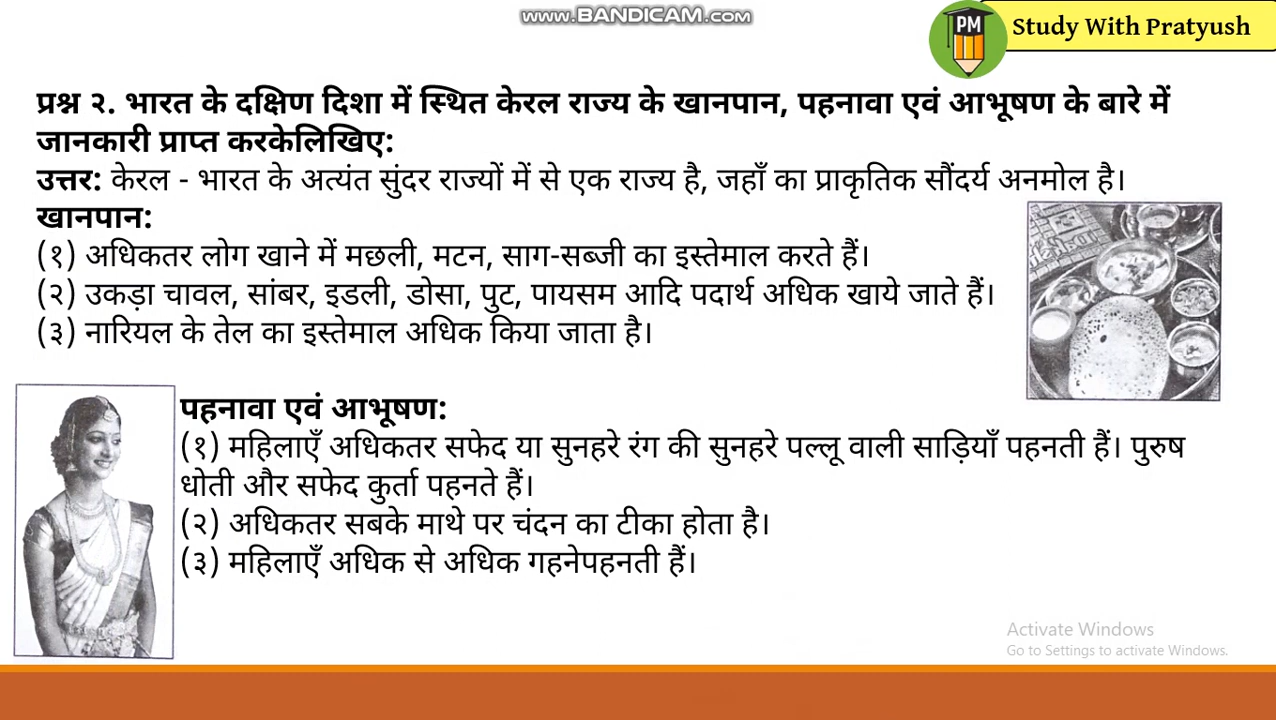 www.BANDICAM.com
PM
Study With Pratyush
प्रश्न २. भारत के दक्षिण दिशा में स्थित केरल राज्य के खानपान, पहनावा एवं आभूषण के बारे में
जानकारी प्राप्त करकेलिखिए:
उत्तर: केरल - भारत के अत्यंत सुंदर राज्यों में से एक राज्य है, जहाँ का प्राकृतिक सौंदर्य अनमोल है।
खानपान:
(१) अधिकतर लोग खाने में मछली, मटन, साग-सब्जी का इस्तेमाल करते हैं।
(२) उकड़ा चावल, सांबर, इडली, डोसा, पुट, पायसम आदि पदार्थ अधिक खाये जाते हैं।
(३) नारियल के तेल का इस्तेमाल अधिक किया जाता है।
पहनावा एवं आभूषण:
(१) महिलाएँ अधिकतर सफेद या सुनहरे रंग की सुनहरे पल्लू वाली साड़ियाँ पहनती हैं। पुरुष
धोती और सफेद कुर्ता पहनते हैं।
(२) अधिकतर सबके माथे पर चंदन का टीका होता है।
(३) महिलाएँ अधिक से अधिक गहनेपहनती हैं।
Activate Windows
Go to Settings to activate Windows.